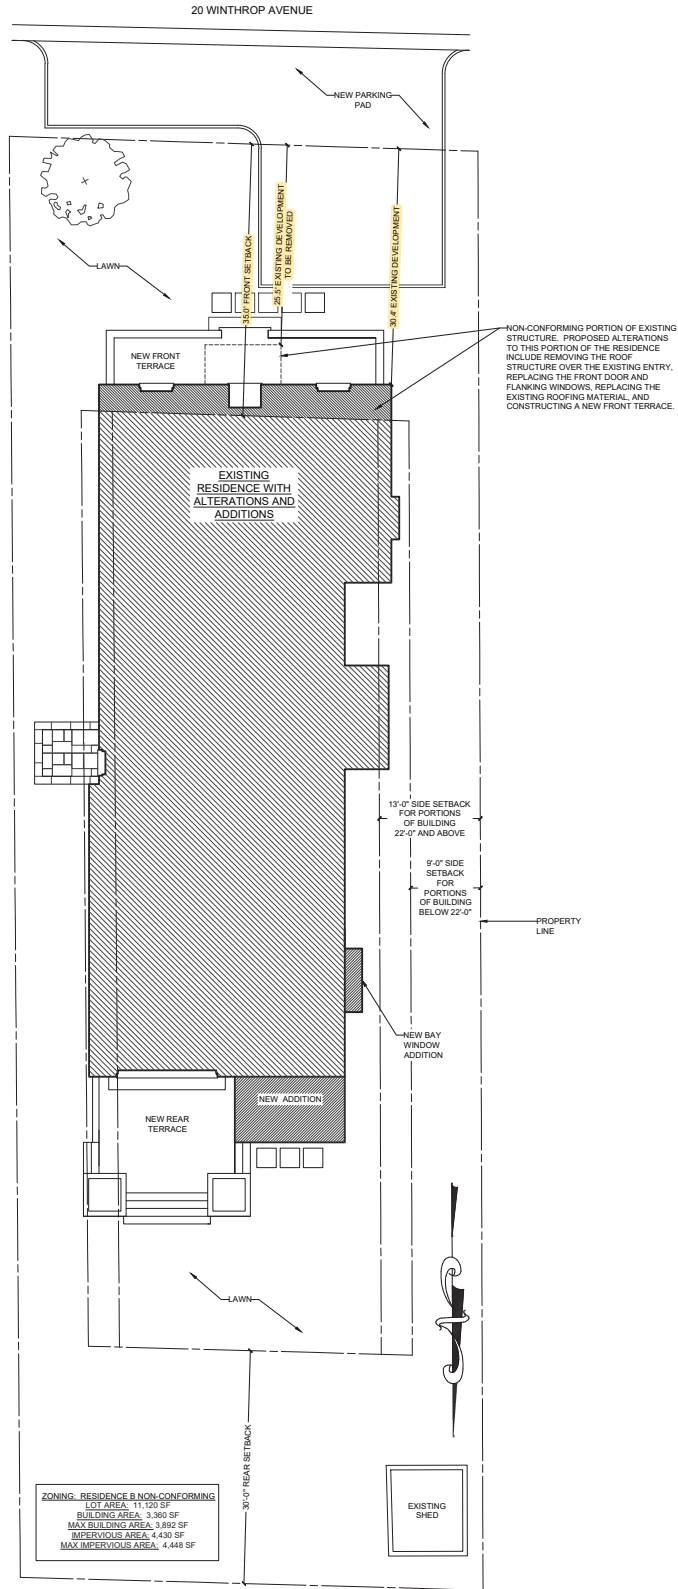 20 WINTHROP AVENUE
NEW PARKING
PAD
35.0' FRONT SETBACK
25.5' EXISTING DEVELOPMENT
TO BE REMOVED
30.4' EXISTING DEVELOPMENT
LAWN
NEW FRONT
TERRACE
NON-CONFORMING PORTION OF EXISTING
STRUCTURE. PROPOSED ALTERATIONS
TO THIS PORTION OF THE RESIDENCE
INCLUDE REMOVING THE ROOF
STRUCTURE OVER THE EXISTING ENTRY,
REPLACING THE FRONT DOOR AND
FLANKING WINDOWS, REPLACING THE
EXISTING ROOFING MATERIAL, AND
CONSTRUCTING A NEW FRONT TERRACE.
EXISTING
RESIDENCE WITH
ALTERATIONS AND
ADDITIONS
13'-0" SIDE SETBACK
FOR PORTIONS
OF BUILDING
22'-0" AND ABOVE
9'-0" SIDE
SETBACK
FOR
PORTIONS
OF BUILDING
BELOW 22'-0"
PROPERTY
LINE
NEW BAY
WINDOW
ADDITION
NEW ADDITION
NEW REAR
TERRACE
LAWN
30'-0" REAR SETBACK
ZONING: RESIDENCE B NON-CONFORMING
LOT AREA: 11,120 SF
BUILDING AREA: 3,360 SF
MAX BUILDING AREA: 3,892 SF
IMPERVIOUS AREA: 4,430 SF
MAX IMPERVIOUS AREA: 4,448 SF
EXISTING
SHED